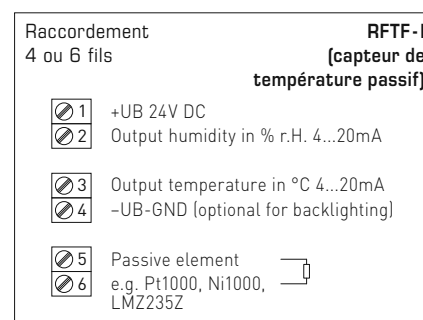 Raccordement
4 ou 6 fils
RFTF-I
(capteur de
température passif)
1 +UB 24V DC
2 Output humidity in % r.H. 4...20mA
3 Output temperature in °C 4...20mA
4 –UB-GND (optional for backlighting)
5 Passive element
6 e.g. Pt1000, Ni1000,
LMZ235Z